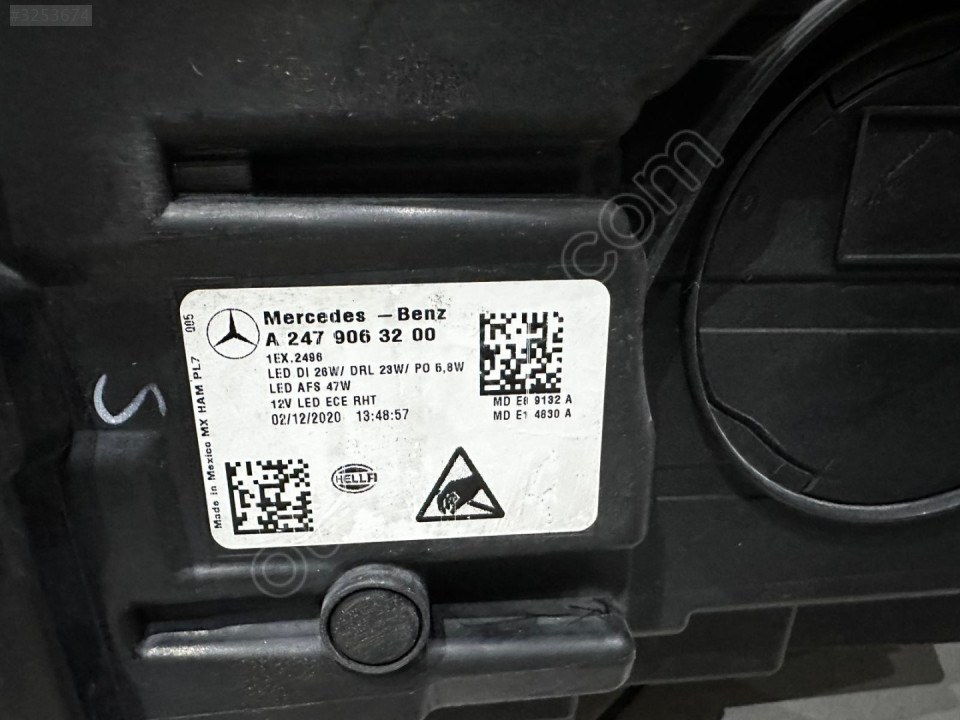 #3253674
Mercedes - Benz
A 247 906 32 00
1EX.2496
LED DI 26W/ DRL 23W/ PO 6,8W
LED AFS 47W
12V LED ECE RHT
02/12/2020 13:48:57
MD E8 9132 A
MD E1 4830 A
HELLA
Made in Mexico MX HAM PL7 005
S
.com